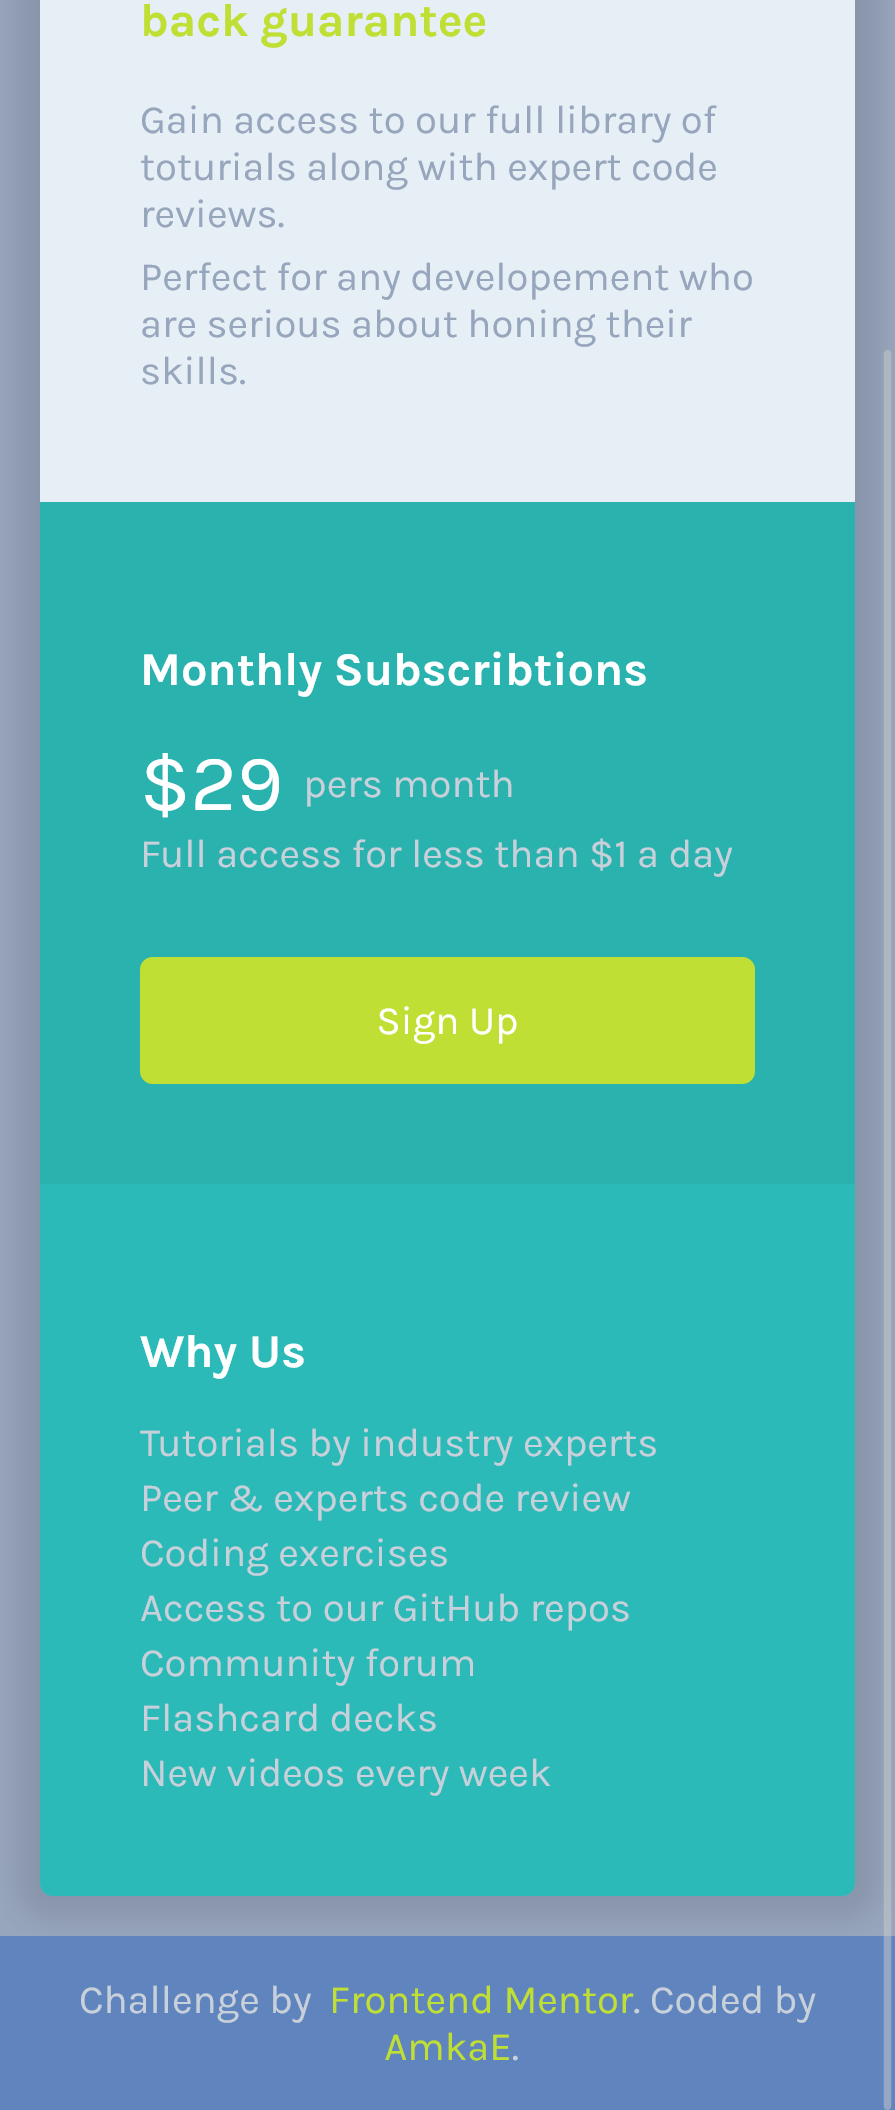 back guarantee
Gain access to our full library of
toturials along with expert code
reviews.
Perfect for any developement who
are serious about honing their
skills.
Monthly Subscribtions
$29 pers month
Full access for less than $1 a day
Sign Up
Why Us
Tutorials by industry experts
Peer & experts code review
Coding exercises
Access to our GitHub repos
Community forum
Flashcard decks
New videos every week
Challenge by Frontend Mentor. Coded by
AmkaE.